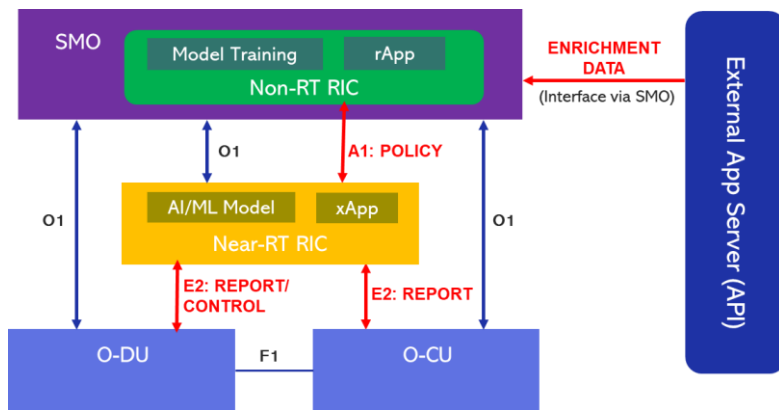 SMO
Model Training
rApp
Non-RT RIC
ENRICHMENT
DATA
(Interface via SMO)
External App Server (API)
O1
A1: POLICY
O1
O1
AI/ML Model
xApp
Near-RT RIC
E2: REPORT/
CONTROL
E2: REPORT
O-DU
F1
O-CU